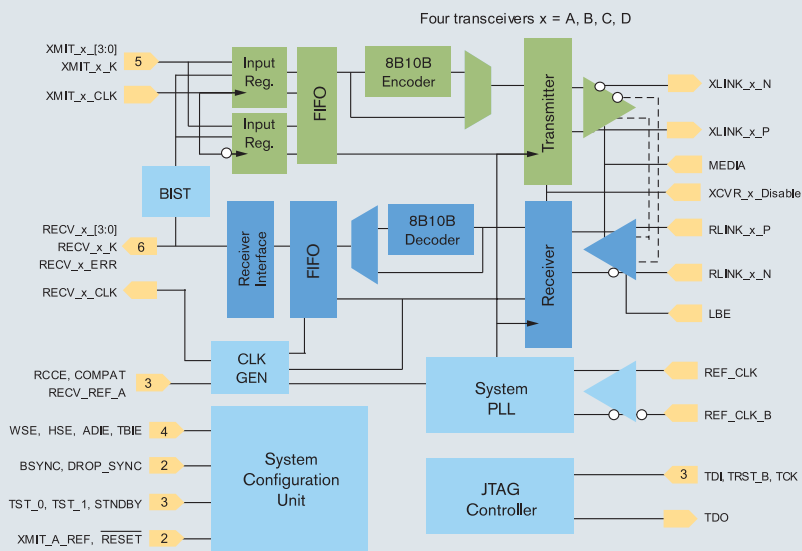 Four transceivers x = A, B, C, D
XMIT_x_[3:0]
XMIT_x_K
5
XMIT_x_CLK
Input
Reg.
Input
Reg.
FIFO
8B10B
Encoder
Transmitter
XLINK_x_N
XLINK_x_P
MEDIA
XCVR_x_Disable
BIST
RECV_x_[3:0]
RECV_x_K
RECV_x_ERR
6
RECV_x_CLK
Receiver
Interface
FIFO
8B10B
Decoder
Receiver
RLINK_x_P
RLINK_x_N
LBE
CLK
GEN
RCCE, COMPAT
RECV_REF_A
3
System
PLL
REF_CLK
REF_CLK_B
WSE, HSE, ADIE, TBIE
4
BSYNC, DROP_SYNC
2
TST_0, TST_1, STNDBY
3
XMIT_A_REF, RESET
2
System
Configuration
Unit
JTAG
Controller
3
TDI, TRST_B, TCK
TDO